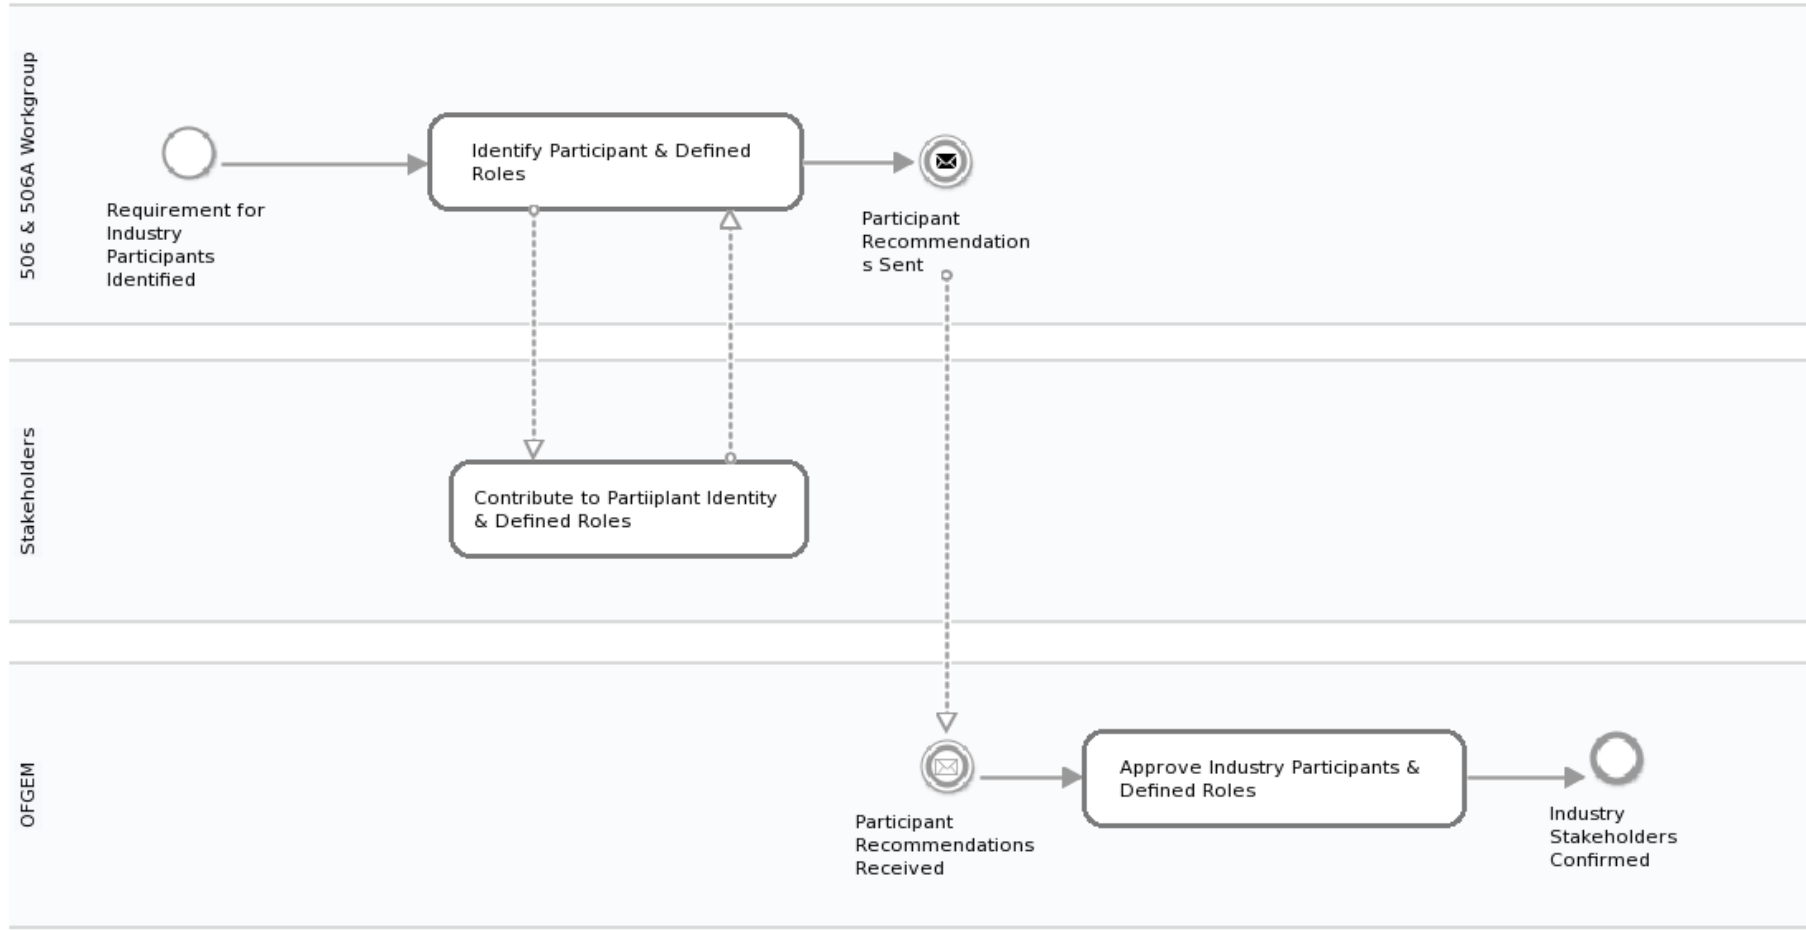 506 & 506A Workgroup
Requirement for
Industry
Participants
Identified
Identify Participant & Defined
Roles
Participant
Recommendation
s Sent
Stakeholders
Contribute to Partiiplant Identity
& Defined Roles
OFGEM
Participant
Recommendations
Received
Approve Industry Participants &
Defined Roles
Industry
Stakeholders
Confirmed